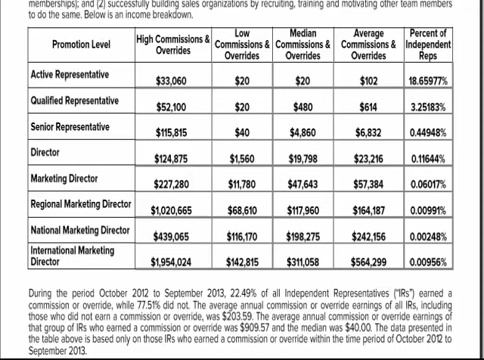 memberships); and (2) successfully building sales organizations by recruiting, training and motivating other team members
to do the same. Below is an income breakdown.
Promotion Level | High Commissions & Overrides | Low Commissions & Overrides | Median Commissions & Overrides | Average Commissions & Overrides | Percent of Independent Reps
Active Representative $33,060 $20 $20 $102 18.65977%
Qualified Representative $52,100 $20 $480 $614 3.25183%
Senior Representative $115,815 $40 $4,860 $6,832 0.44948%
Director $124,875 $1,560 $19,798 $23,216 0.11644%
Marketing Director $227,280 $11,780 $47,643 $57,384 0.06017%
Regional Marketing Director $1,020,665 $68,610 $117,960 $164,187 0.00991%
National Marketing Director $439,065 $116,170 $198,275 $242,156 0.00248%
International Marketing Director $1,954,024 $142,815 $311,058 $564,299 0.00956%
During the period October 2012 to September 2013, 22.49% of all Independent Representatives ("IRs") earned a
commission or override, while 77.51% did not. The average annual commission or override earnings of all IRs, including
those who did not earn a commission or override, was $203.59. The average annual commission or override earnings of
that group of IRs who earned a commission or override was $909.57 and the median was $40.00. The data presented in
the table above is based only on those IRs who earned a commission or override within the time period of October 2012 to
September 2013.